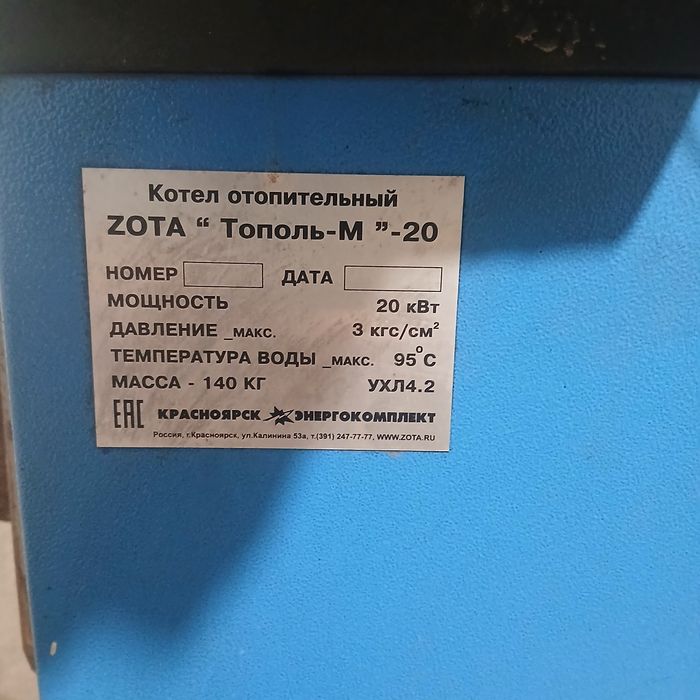 Котел отопительный
ZOTA “ Тополь-М ”-20
НОМЕР ДАТА
МОЩНОСТЬ 20 кВт
ДАВЛЕНИЕ _МАКС. 3 кгс/см²
ТЕМПЕРАТУРА ВОДЫ _МАКС. 95°С
МАССА - 140 КГ УХЛ4.2
EAC КРАСНОЯРСК ЭНЕРГОКОМПЛЕКТ
Россия, г.Красноярск, ул.Калинина 53а, т.(391) 247-77-77, WWW.ZOTA.RU